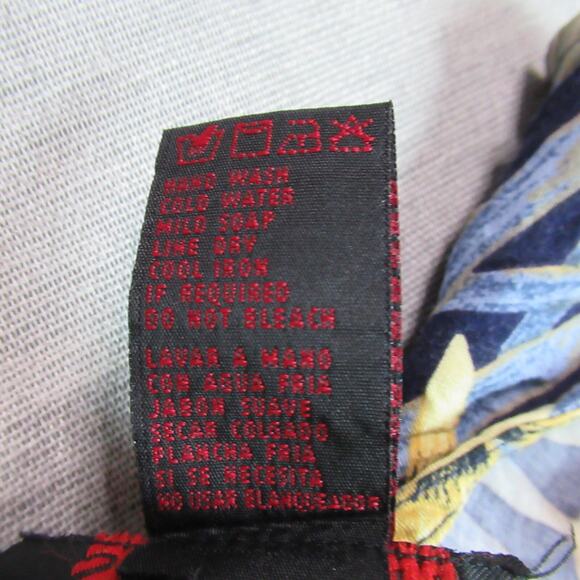 HAND WASH
COLD WATER
MILD SOAP
LINE DRY
COOL IRON
IF REQUIRED
DO NOT BLEACH
LAVAR A MANO
CON AGUA FRIA
JABON SUAVE
SECAR COLGADO
PLANCHA FRIA
SI SE NECESITA
NO USAR BLANQUEADOR